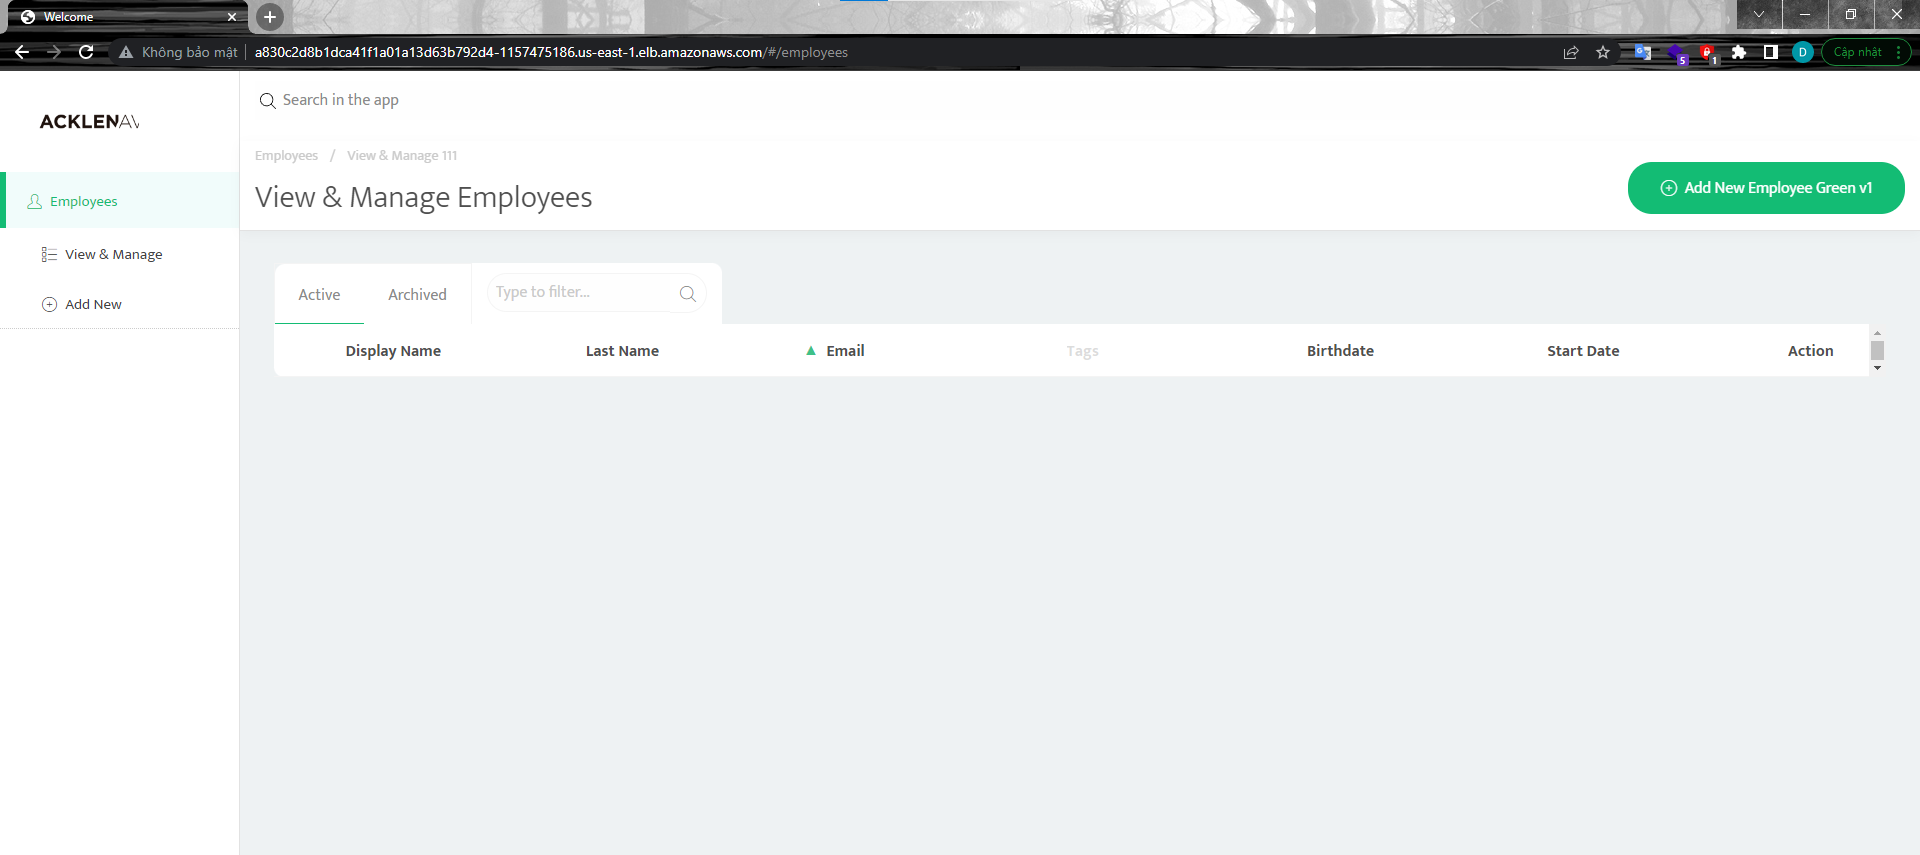 Welcome
Không bảo mật
a830c2d8b1dca41f1a01a13d63b792d4-1157475186.us-east-1.elb.amazonaws.com/#/employees
5
1
D
Cập nhật
ACKLENAV
Search in the app
Employees / View & Manage 111
View & Manage Employees
Add New Employee Green v1
Employees
View & Manage
Add New
Active
Archived
Type to filter...
Display Name
Last Name
Email
Tags
Birthdate
Start Date
Action